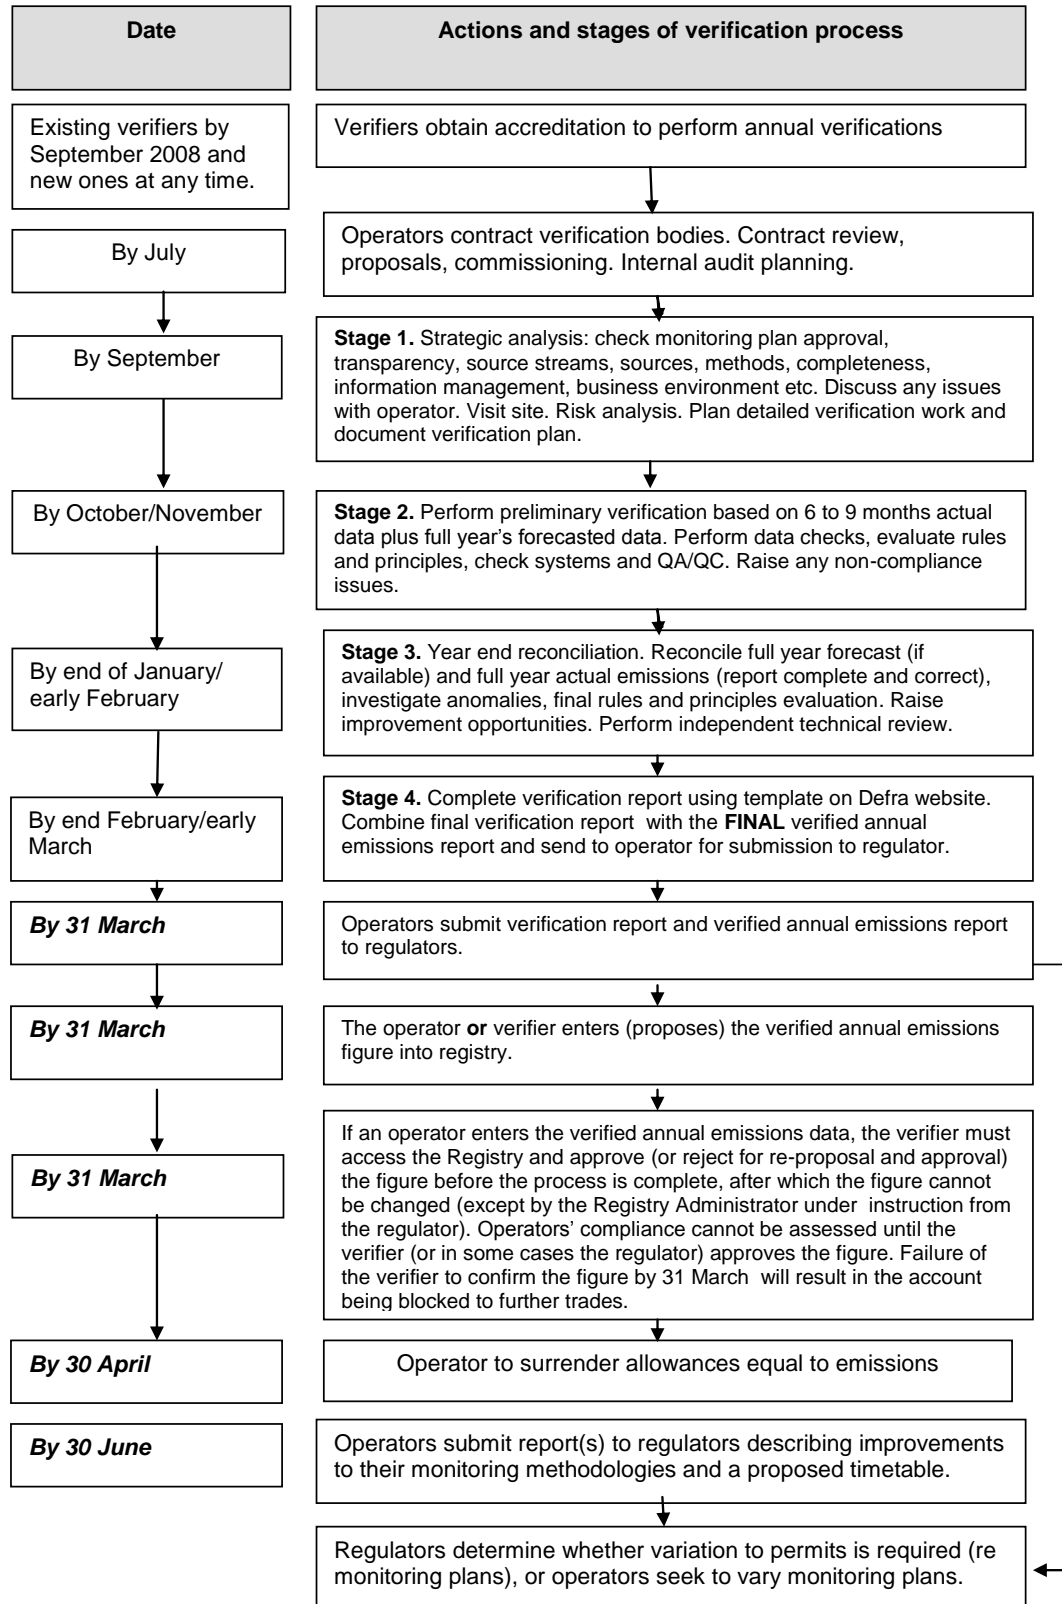 Date
Actions and stages of verification process
Existing verifiers by
September 2008 and
new ones at any time.
Verifiers obtain accreditation to perform annual verifications
By July
Operators contract verification bodies. Contract review,
proposals, commissioning. Internal audit planning.
By September
Stage 1. Strategic analysis: check monitoring plan approval,
transparency, source streams, sources, methods, completeness,
information management, business environment etc. Discuss any issues
with operator. Visit site. Risk analysis. Plan detailed verification work and
document verification plan.
By October/November
Stage 2. Perform preliminary verification based on 6 to 9 months actual
data plus full year's forecasted data. Perform data checks, evaluate rules
and principles, check systems and QA/QC. Raise any non-compliance
issues.
By end of January/
early February
Stage 3. Year end reconciliation. Reconcile full year forecast (if
available) and full year actual emissions (report complete and correct),
investigate anomalies, final rules and principles evaluation. Raise
improvement opportunities. Perform independent technical review.
By end February/early
March
Stage 4. Complete verification report using template on Defra website.
Combine final verification report with the FINAL verified annual
emissions report and send to operator for submission to regulator.
By 31 March
Operators submit verification report and verified annual emissions report
to regulators.
By 31 March
The operator or verifier enters (proposes) the verified annual emissions
figure into registry.
By 31 March
If an operator enters the verified annual emissions data, the verifier must
access the Registry and approve (or reject for re-proposal and approval)
the figure before the process is complete, after which the figure cannot
be changed (except by the Registry Administrator under instruction from
the regulator). Operators' compliance cannot be assessed until the
verifier (or in some cases the regulator) approves the figure. Failure of
the verifier to confirm the figure by 31 March will result in the account
being blocked to further trades.
By 30 April
Operator to surrender allowances equal to emissions
By 30 June
Operators submit report(s) to regulators describing improvements
to their monitoring methodologies and a proposed timetable.
Regulators determine whether variation to permits is required (re
monitoring plans), or operators seek to vary monitoring plans.